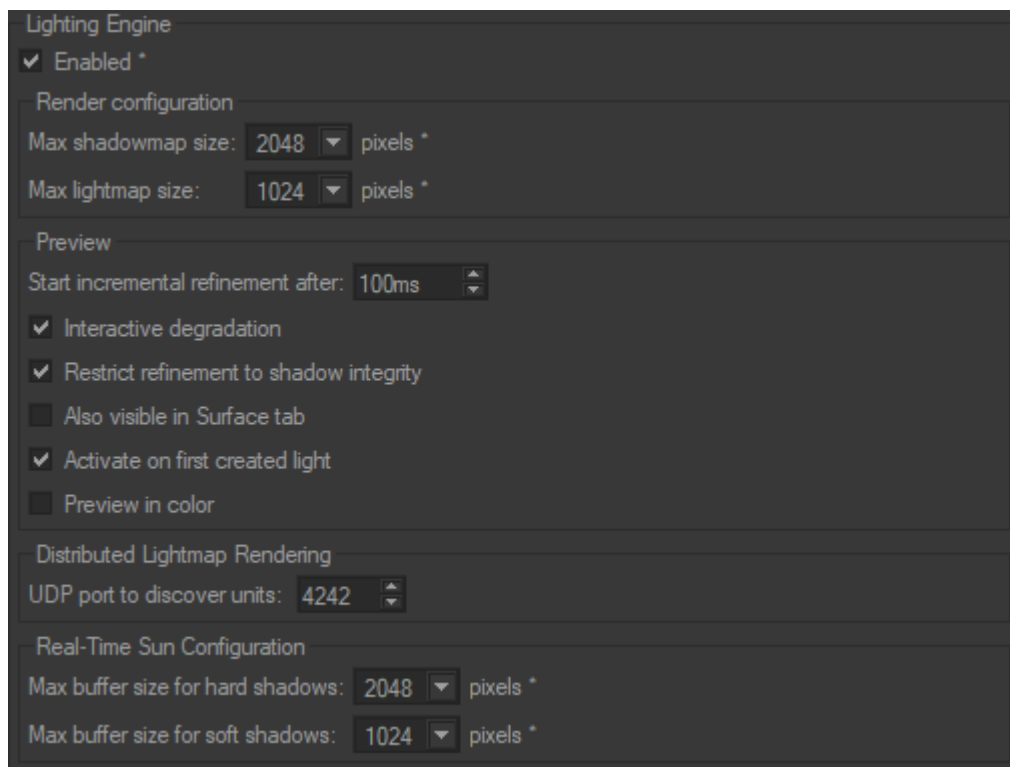 Lighting Engine
Enabled *
Render configuration
Max shadowmap size: 2048 pixels *
Max lightmap size: 1024 pixels *
Preview
Start incremental refinement after: 100ms
Interactive degradation
Restrict refinement to shadow integrity
Also visible in Surface tab
Activate on first created light
Preview in color
Distributed Lightmap Rendering
UDP port to discover units: 4242
Real-Time Sun Configuration
Max buffer size for hard shadows: 2048 pixels *
Max buffer size for soft shadows: 1024 pixels *